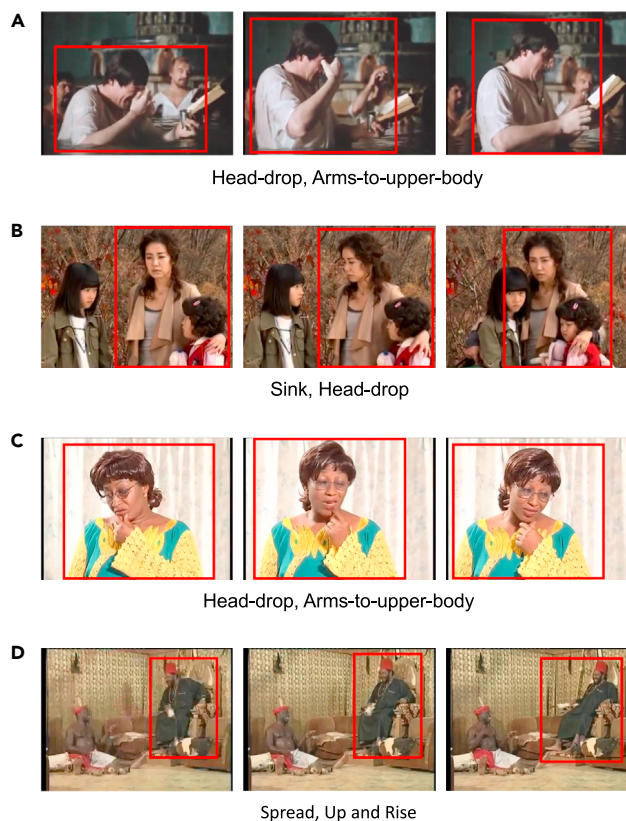 A
Head-drop, Arms-to-upper-body
B
Sink, Head-drop
C
Head-drop, Arms-to-upper-body
D
Spread, Up and Rise